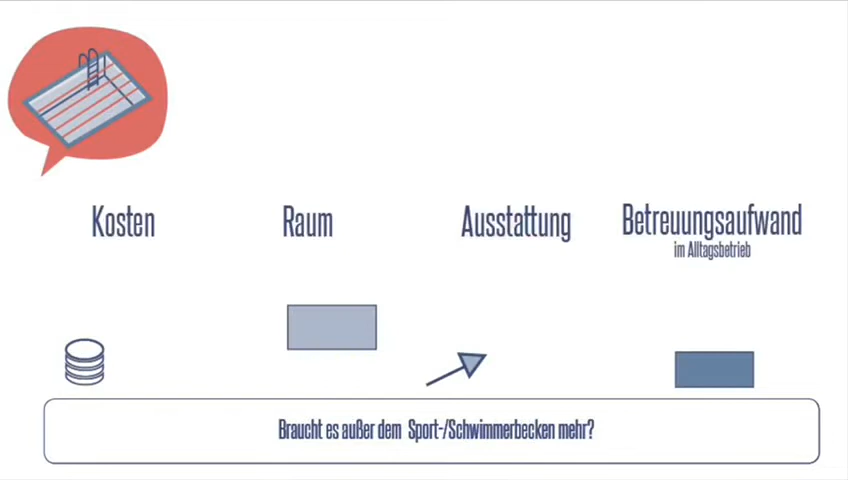 Kosten
Raum
Ausstattung
Betreuungsaufwand
im Alltagsbetrieb
Braucht es außer dem Sport-/Schwimmerbecken mehr?